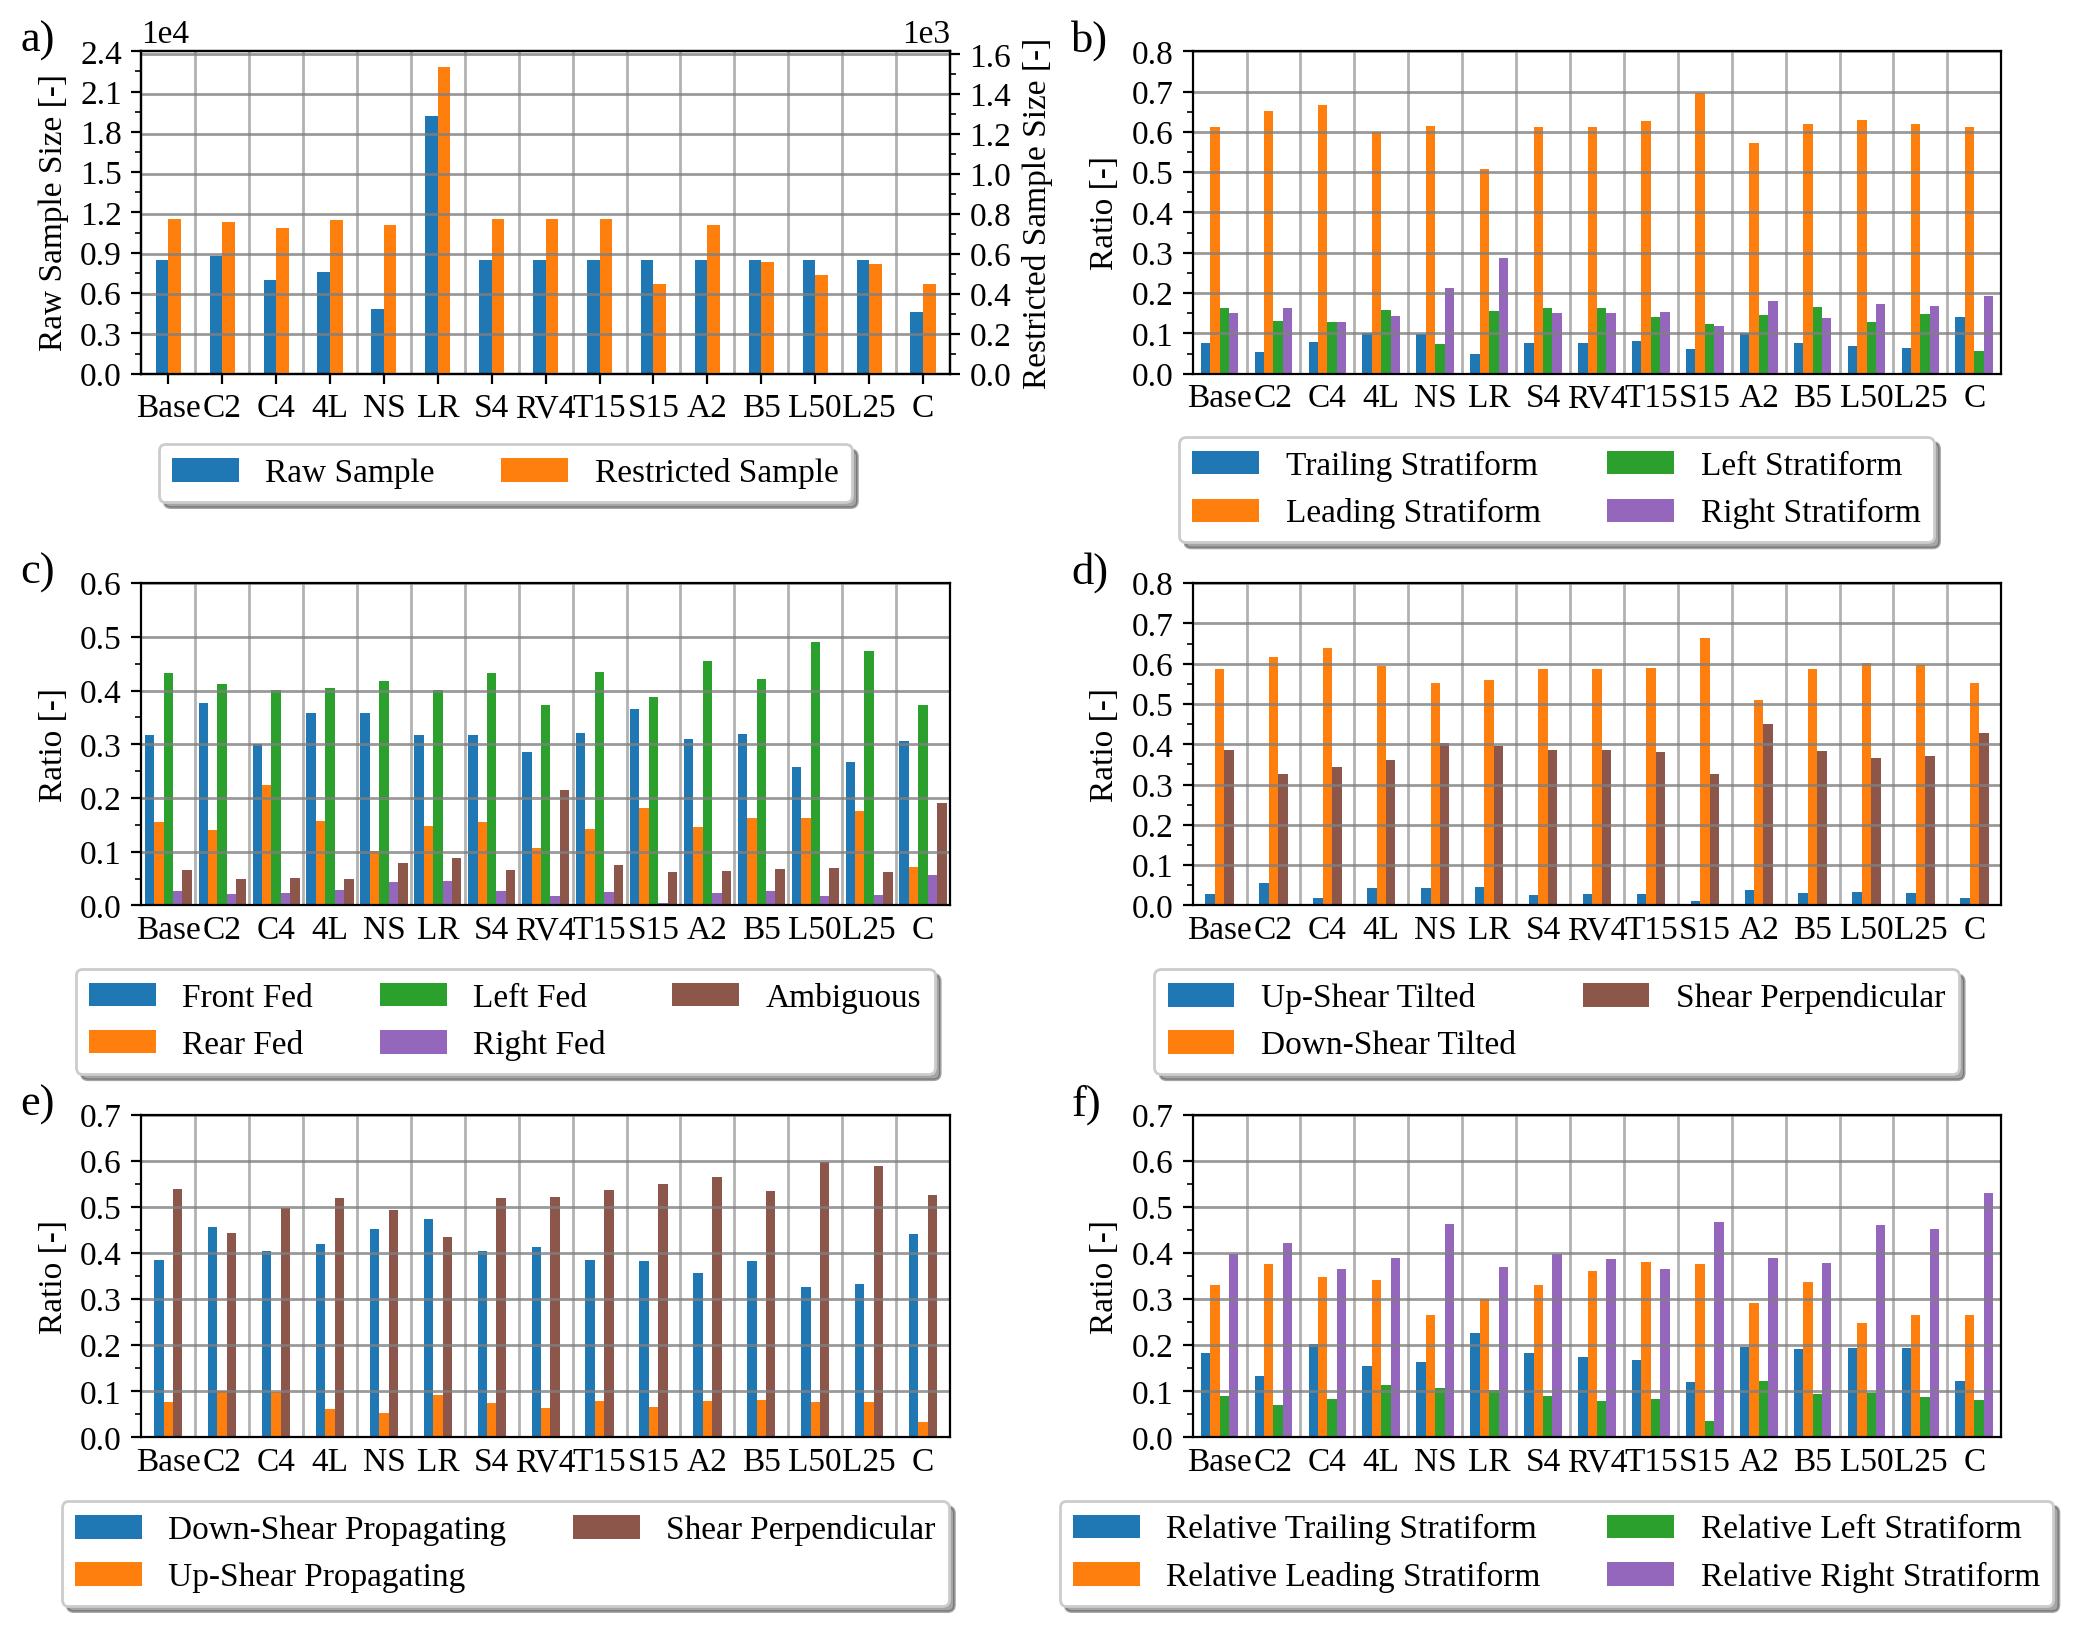 a)
1e4
1e3
2.4
2.1
1.8
1.5
1.2
0.9
0.6
0.3
0.0
Raw Sample Size [-]
1.6
1.4
1.2
1.0
0.8
0.6
0.4
0.2
0.0
Restricted Sample Size [-]
Base C2 C4 4L NS LR S4 RV4 T15 S15 A2 B5 L50 L25 C
Raw Sample
Restricted Sample
b)
0.8
0.7
0.6
0.5
0.4
0.3
0.2
0.1
0.0
Ratio [-]
Base C2 C4 4L NS LR S4 RV4 T15 S15 A2 B5 L50 L25 C
Trailing Stratiform
Leading Stratiform
Left Stratiform
Right Stratiform
c)
0.6
0.5
0.4
0.3
0.2
0.1
0.0
Ratio [-]
Base C2 C4 4L NS LR S4 RV4 T15 S15 A2 B5 L50 L25 C
Front Fed
Rear Fed
Left Fed
Right Fed
Ambiguous
d)
0.8
0.7
0.6
0.5
0.4
0.3
0.2
0.1
0.0
Ratio [-]
Base C2 C4 4L NS LR S4 RV4 T15 S15 A2 B5 L50 L25 C
Up-Shear Tilted
Down-Shear Tilted
Shear Perpendicular
e)
0.7
0.6
0.5
0.4
0.3
0.2
0.1
0.0
Ratio [-]
Base C2 C4 4L NS LR S4 RV4 T15 S15 A2 B5 L50 L25 C
Down-Shear Propagating
Up-Shear Propagating
Shear Perpendicular
f)
0.7
0.6
0.5
0.4
0.3
0.2
0.1
0.0
Ratio [-]
Base C2 C4 4L NS LR S4 RV4 T15 S15 A2 B5 L50 L25 C
Relative Trailing Stratiform
Relative Leading Stratiform
Relative Left Stratiform
Relative Right Stratiform